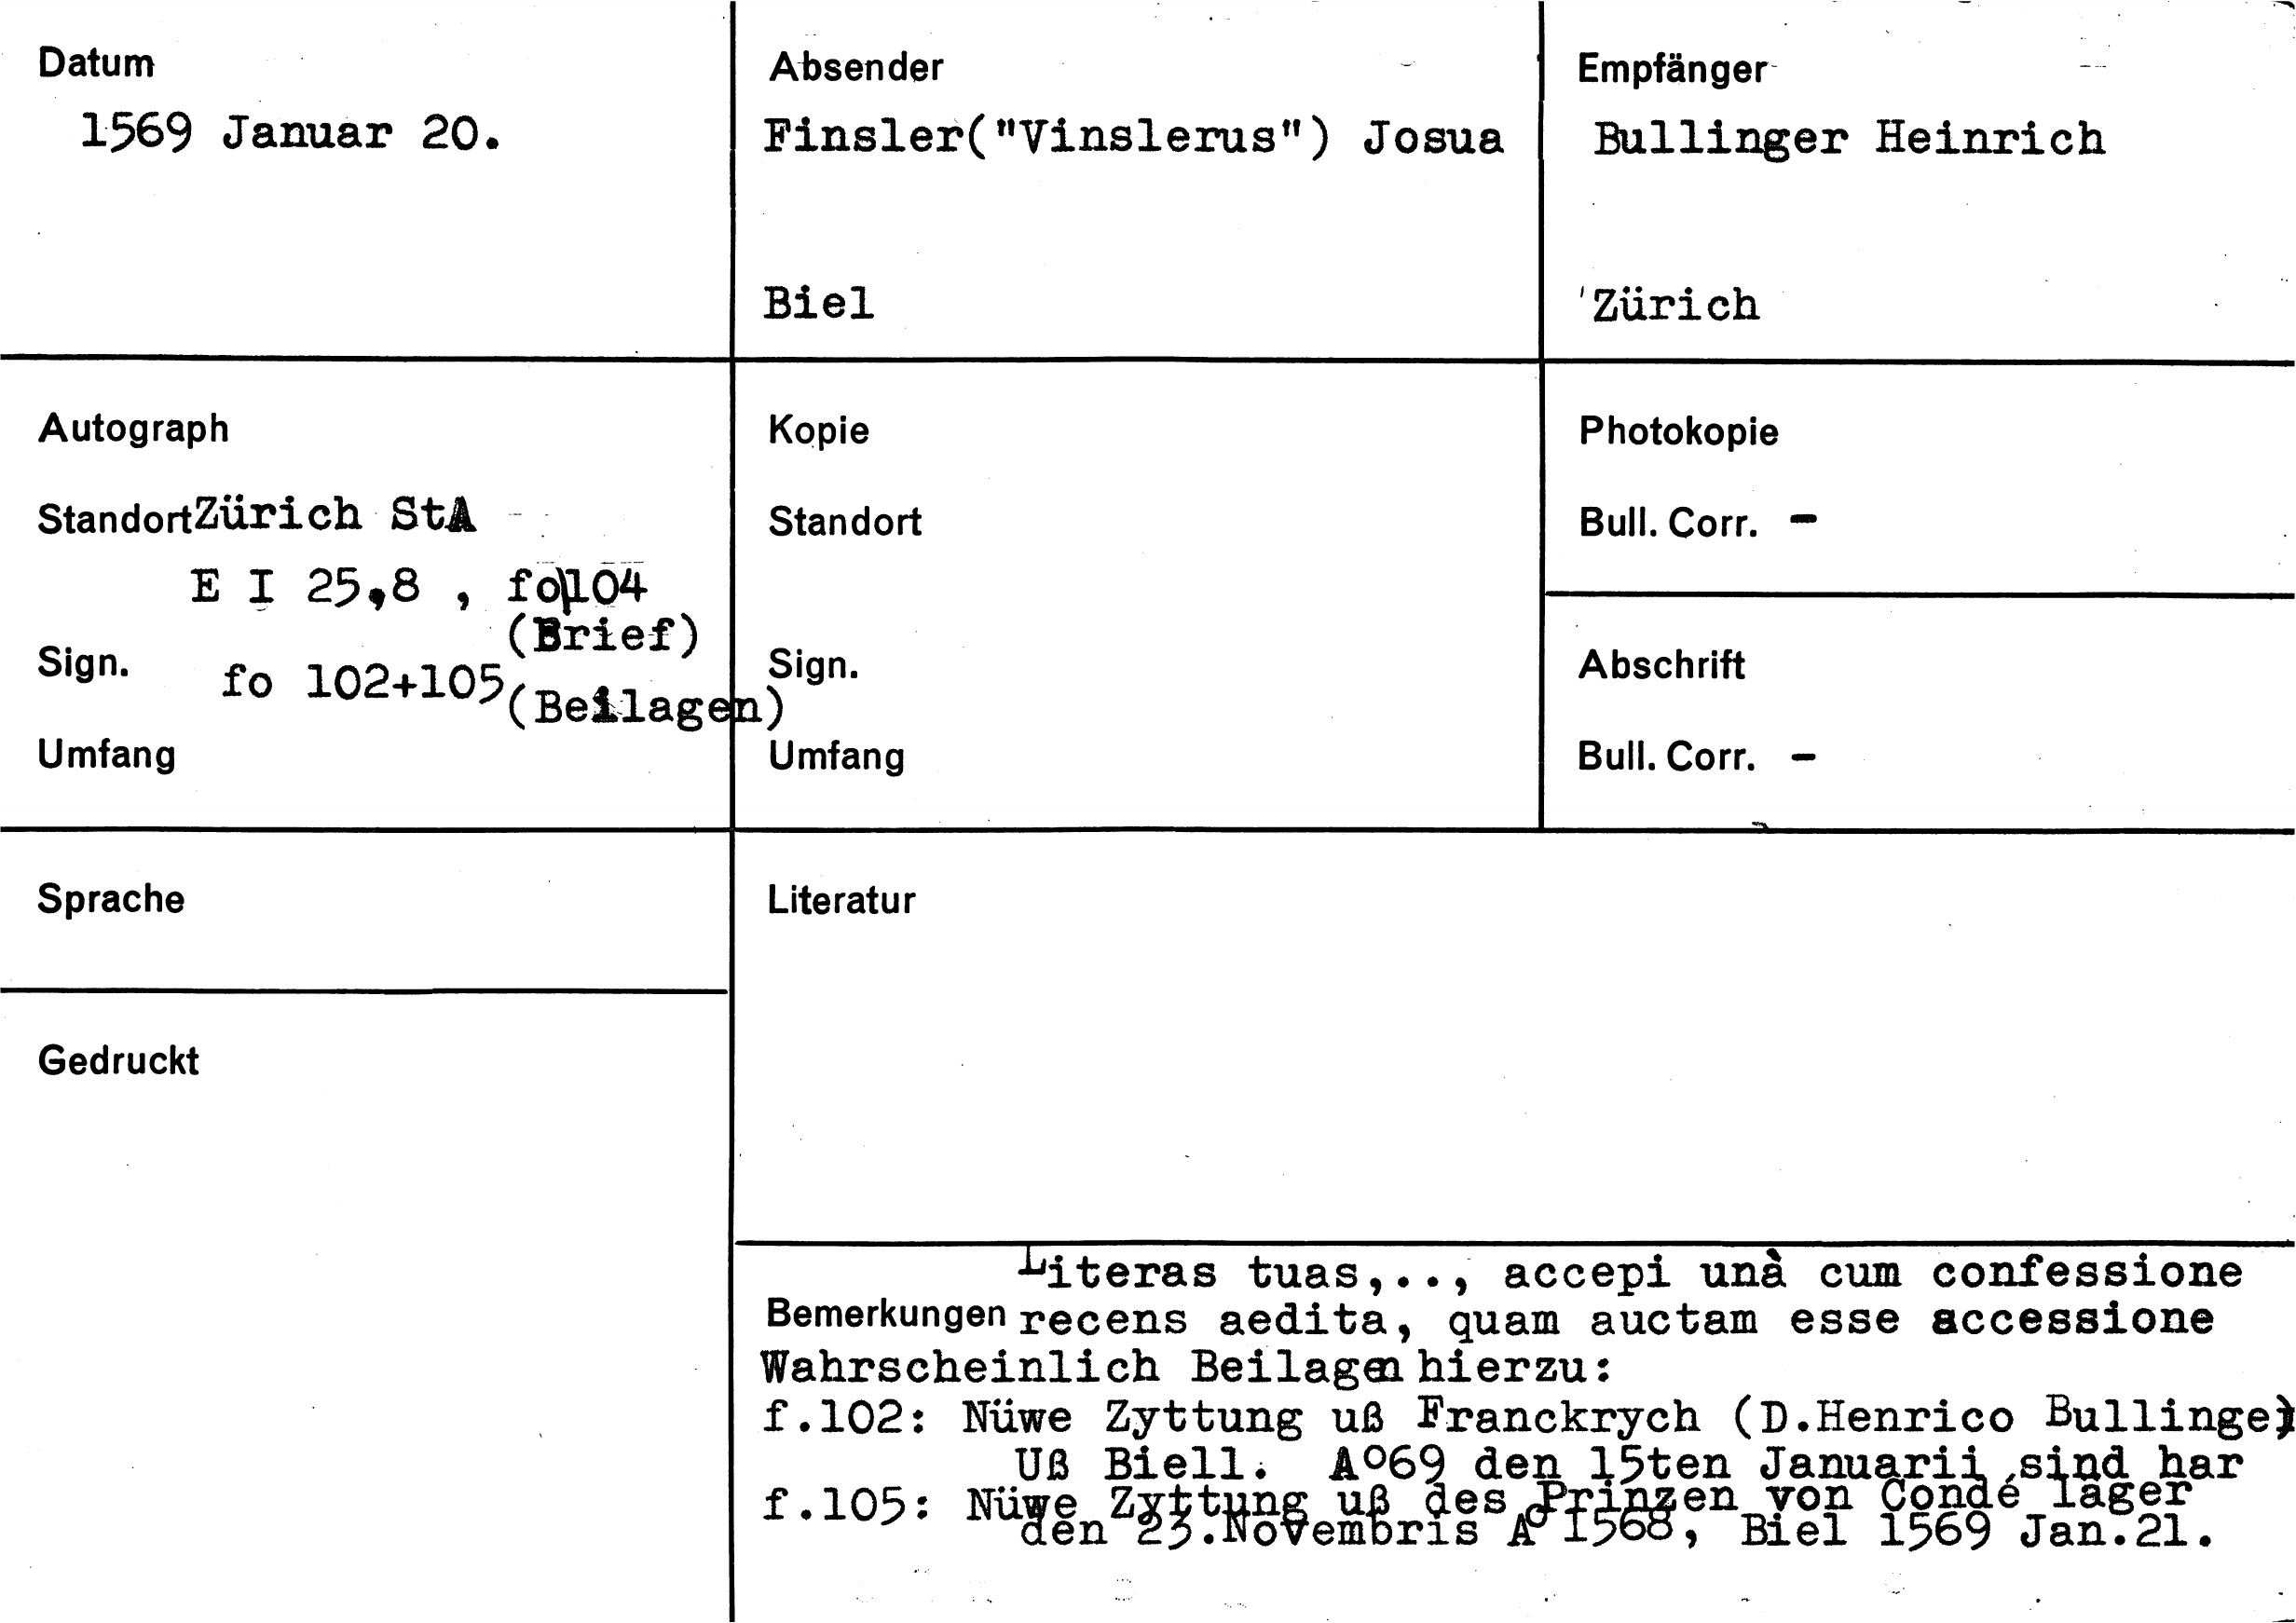 Datum
1569 Januar 20.
Absender
Finsler("Vinslerus") Josua
Biel
Empfänger
Bullinger Heinrich
Zürich
Autograph
Standort Zürich StA
E I 25,8 , fo 104
(Brief)
Sign. fo 102+105 (Beilagen)
Umfang
Kopie
Standort
Sign.
Umfang
Photokopie
Bull. Corr. -
Abschrift
Bull. Corr. -
Sprache
Gedruckt
Literatur
Literas tuas,.., accepi unà cum confessione
Bemerkungen recens aedita, quam auctam esse accessione
Wahrscheinlich Beilagen hierzu:
f.102: Nüwe Zyttung uß Franckrych (D.Henrico Bullinge)
Uß Biell. A°69 den 15ten Januarii sind har
f.105: Nüwe Zyttung uß des Prinzen von Condé läger
den 23.Novembris A° 1568, Biel 1569 Jan.21.